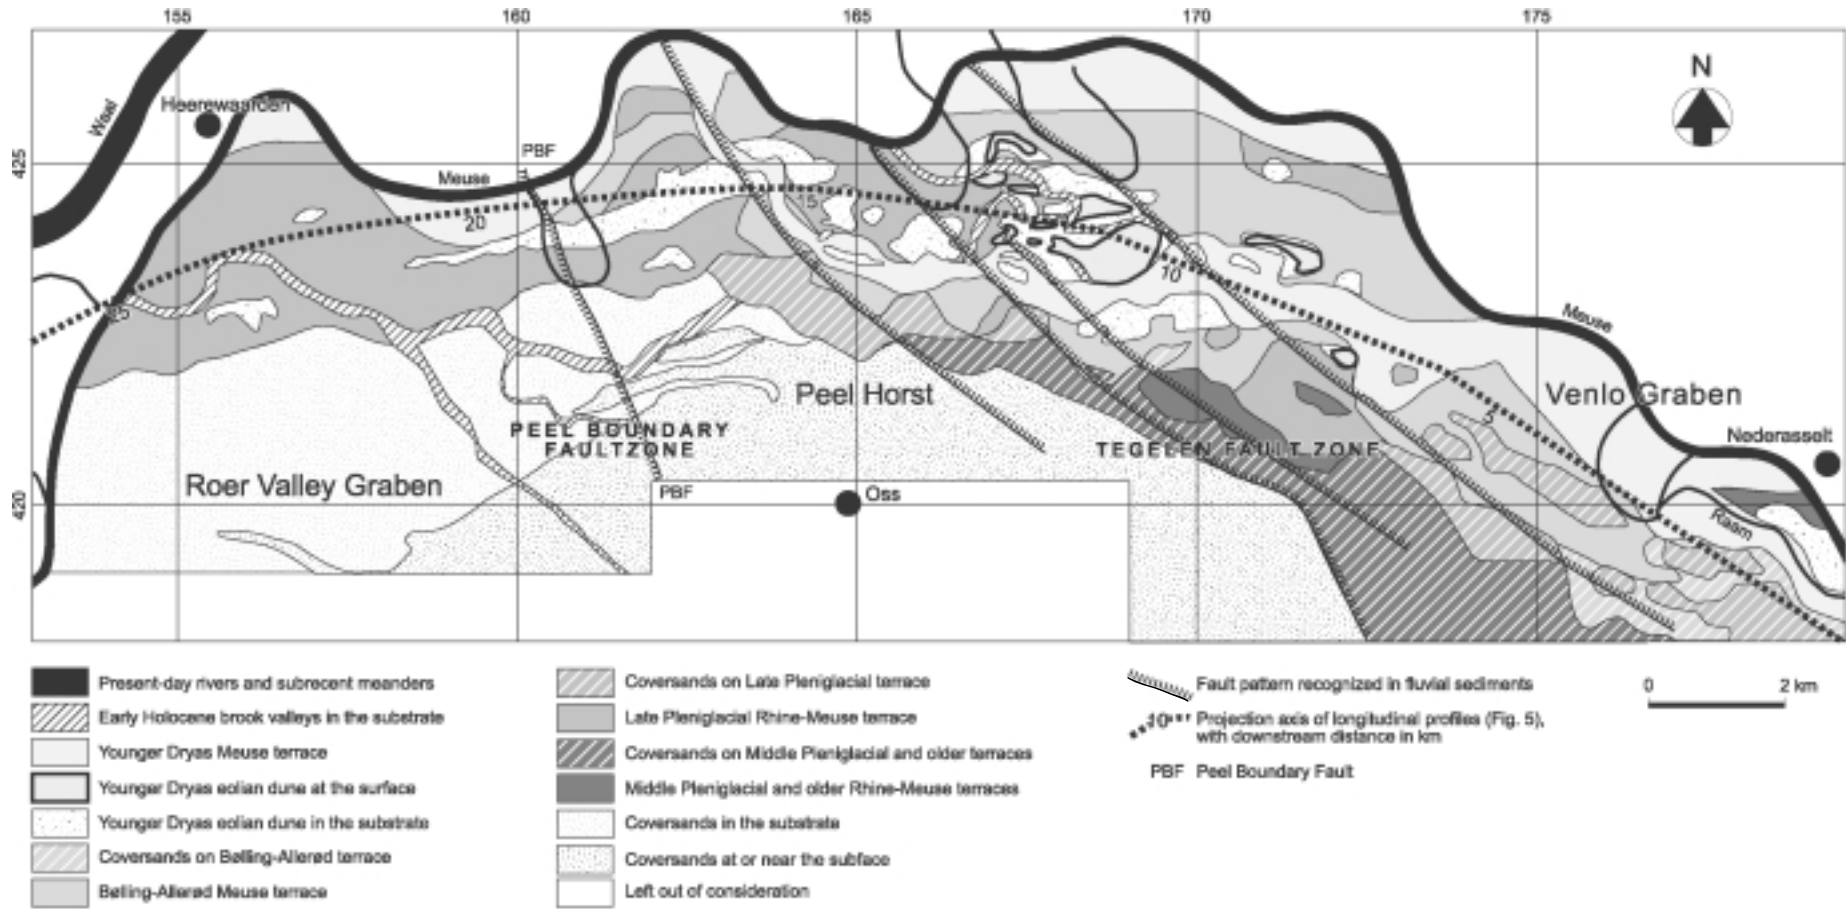 155 160 165 170 175
N
Heerewaarden
Waal
PBF
425
Meuse
15
20
10
25
Meuse
Peel Horst
Venlo Graben
5
PEEL BOUNDARY
FAULTZONE
TEGELEN FAULT ZONE
Nederasselt
Roer Valley Graben
PBF
Oss
420
Raam
Present-day rivers and subrecent meanders
Early Holocene brook valleys in the substrate
Younger Dryas Meuse terrace
Younger Dryas eolian dune at the surface
Younger Dryas eolian dune in the substrate
Coversands on Bølling-Allerød terrace
Bølling-Allerød Meuse terrace
Coversands on Late Pleniglacial terrace
Late Pleniglacial Rhine-Meuse terrace
Coversands on Middle Pleniglacial and older terraces
Middle Pleniglacial and older Rhine-Meuse terraces
Coversands in the substrate
Coversands at or near the subface
Left out of consideration
Fault pattern recognized in fluvial sediments
10 Projection axis of longitudinal profiles (Fig. 5),
with downstream distance in km
PBF Peel Boundary Fault
0 2 km